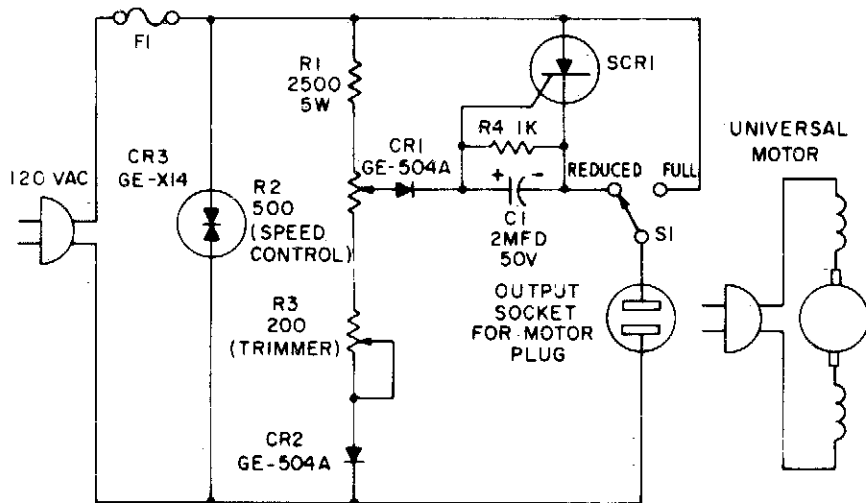 F1
R1
2500
5W
SCR1
R4 1K
CR1
GE-504A
UNIVERSAL
MOTOR
REDUCED
FULL
120 VAC
CR3
GE-X14
R2
500
(SPEED
CONTROL)
+
-
C1
2MFD
50V
S1
OUTPUT
SOCKET
FOR MOTOR
PLUG
R3
200
(TRIMMER)
CR2
GE-504A